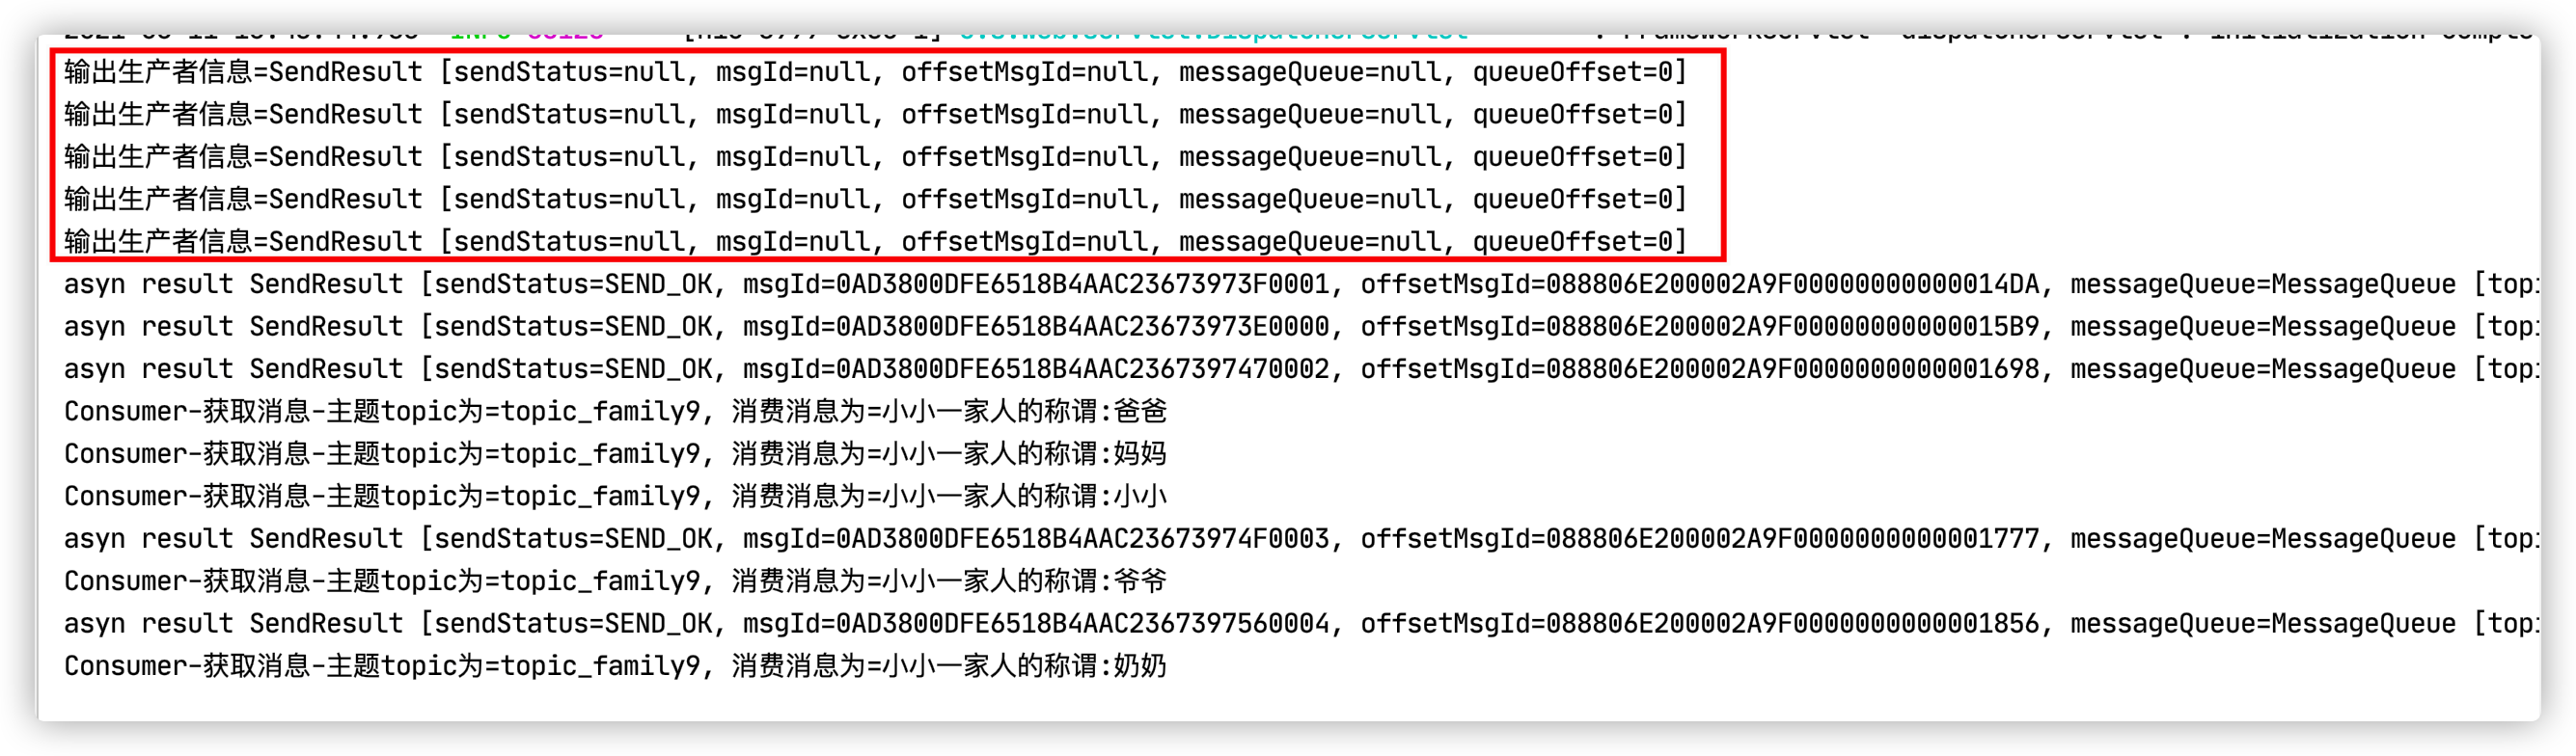 输出生产者信息=SendResult [sendStatus=null, msgId=null, offsetMsgId=null, messageQueue=null, queueOffset=0]
输出生产者信息=SendResult [sendStatus=null, msgId=null, offsetMsgId=null, messageQueue=null, queueOffset=0]
输出生产者信息=SendResult [sendStatus=null, msgId=null, offsetMsgId=null, messageQueue=null, queueOffset=0]
输出生产者信息=SendResult [sendStatus=null, msgId=null, offsetMsgId=null, messageQueue=null, queueOffset=0]
输出生产者信息=SendResult [sendStatus=null, msgId=null, offsetMsgId=null, messageQueue=null, queueOffset=0]
asyn result SendResult [sendStatus=SEND_OK, msgId=0AD3800DFE6518B4AAC23673973F0001, offsetMsgId=088806E200002A9F00000000000014DA, messageQueue=MessageQueue [topi
asyn result SendResult [sendStatus=SEND_OK, msgId=0AD3800DFE6518B4AAC23673973E0000, offsetMsgId=088806E200002A9F00000000000015B9, messageQueue=MessageQueue [topi
asyn result SendResult [sendStatus=SEND_OK, msgId=0AD3800DFE6518B4AAC2367397470002, offsetMsgId=088806E200002A9F0000000000001698, messageQueue=MessageQueue [topi
Consumer-获取消息-主题topic为=topic_family9, 消费消息为=小小一家人的称谓:爸爸
Consumer-获取消息-主题topic为=topic_family9, 消费消息为=小小一家人的称谓:妈妈
Consumer-获取消息-主题topic为=topic_family9, 消费消息为=小小一家人的称谓:小小
asyn result SendResult [sendStatus=SEND_OK, msgId=0AD3800DFE6518B4AAC23673974F0003, offsetMsgId=088806E200002A9F0000000000001777, messageQueue=MessageQueue [topi
Consumer-获取消息-主题topic为=topic_family9, 消费消息为=小小一家人的称谓:爷爷
asyn result SendResult [sendStatus=SEND_OK, msgId=0AD3800DFE6518B4AAC2367397560004, offsetMsgId=088806E200002A9F0000000000001856, messageQueue=MessageQueue [topi
Consumer-获取消息-主题topic为=topic_family9, 消费消息为=小小一家人的称谓:奶奶